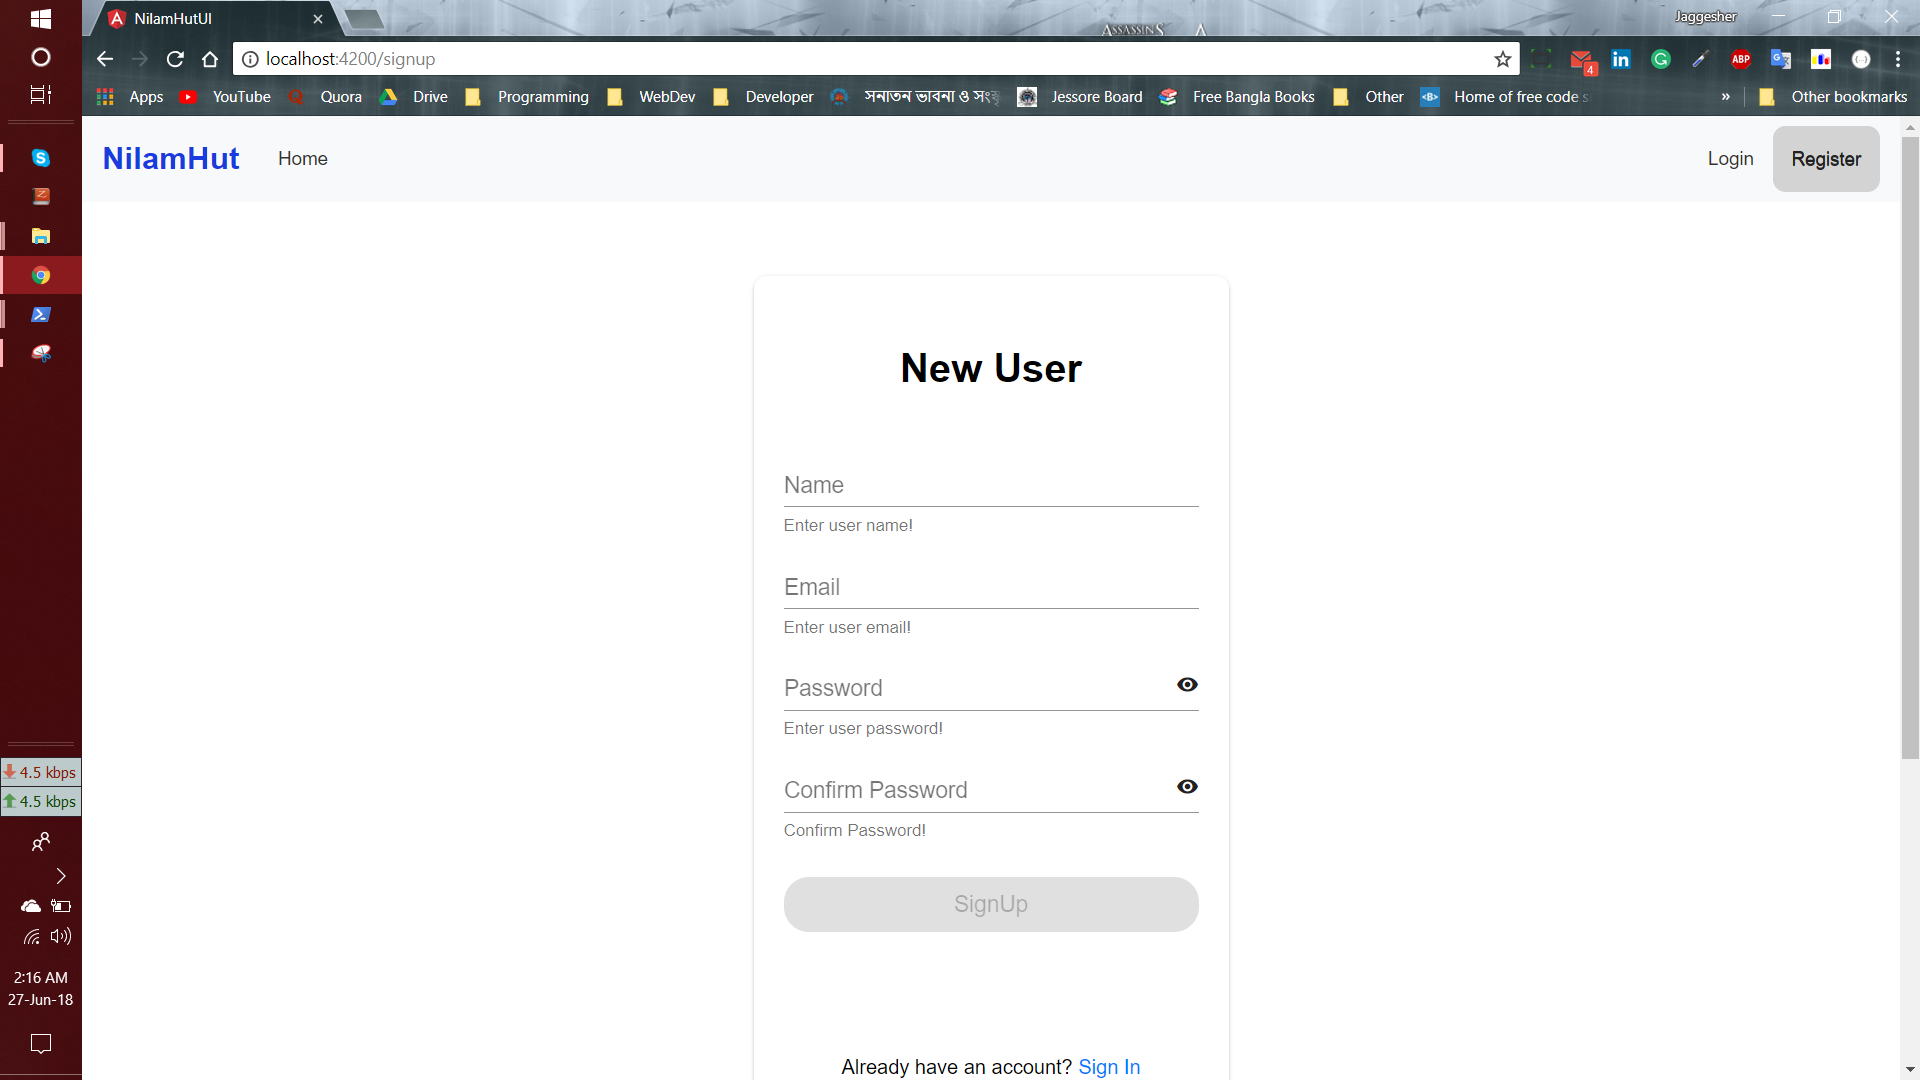 NilamHutUI
ASSASSIN'S
Jaggesher
localhost:4200/signup
4
ABP
Apps
YouTube
Quora
Drive
Programming
WebDev
Developer
সনাতন ভাবনা ও
Jessore Board
Free Bangla Books
Other
Home of free code
»
Other bookmarks
NilamHut
Home
Login
Register
New User
Name
Enter user name!
Email
Enter user email!
Password
Enter user password!
Confirm Password
Confirm Password!
SignUp
Already have an account? Sign In
4.5 kbps
4.5 kbps
2:16 AM
27-Jun-18